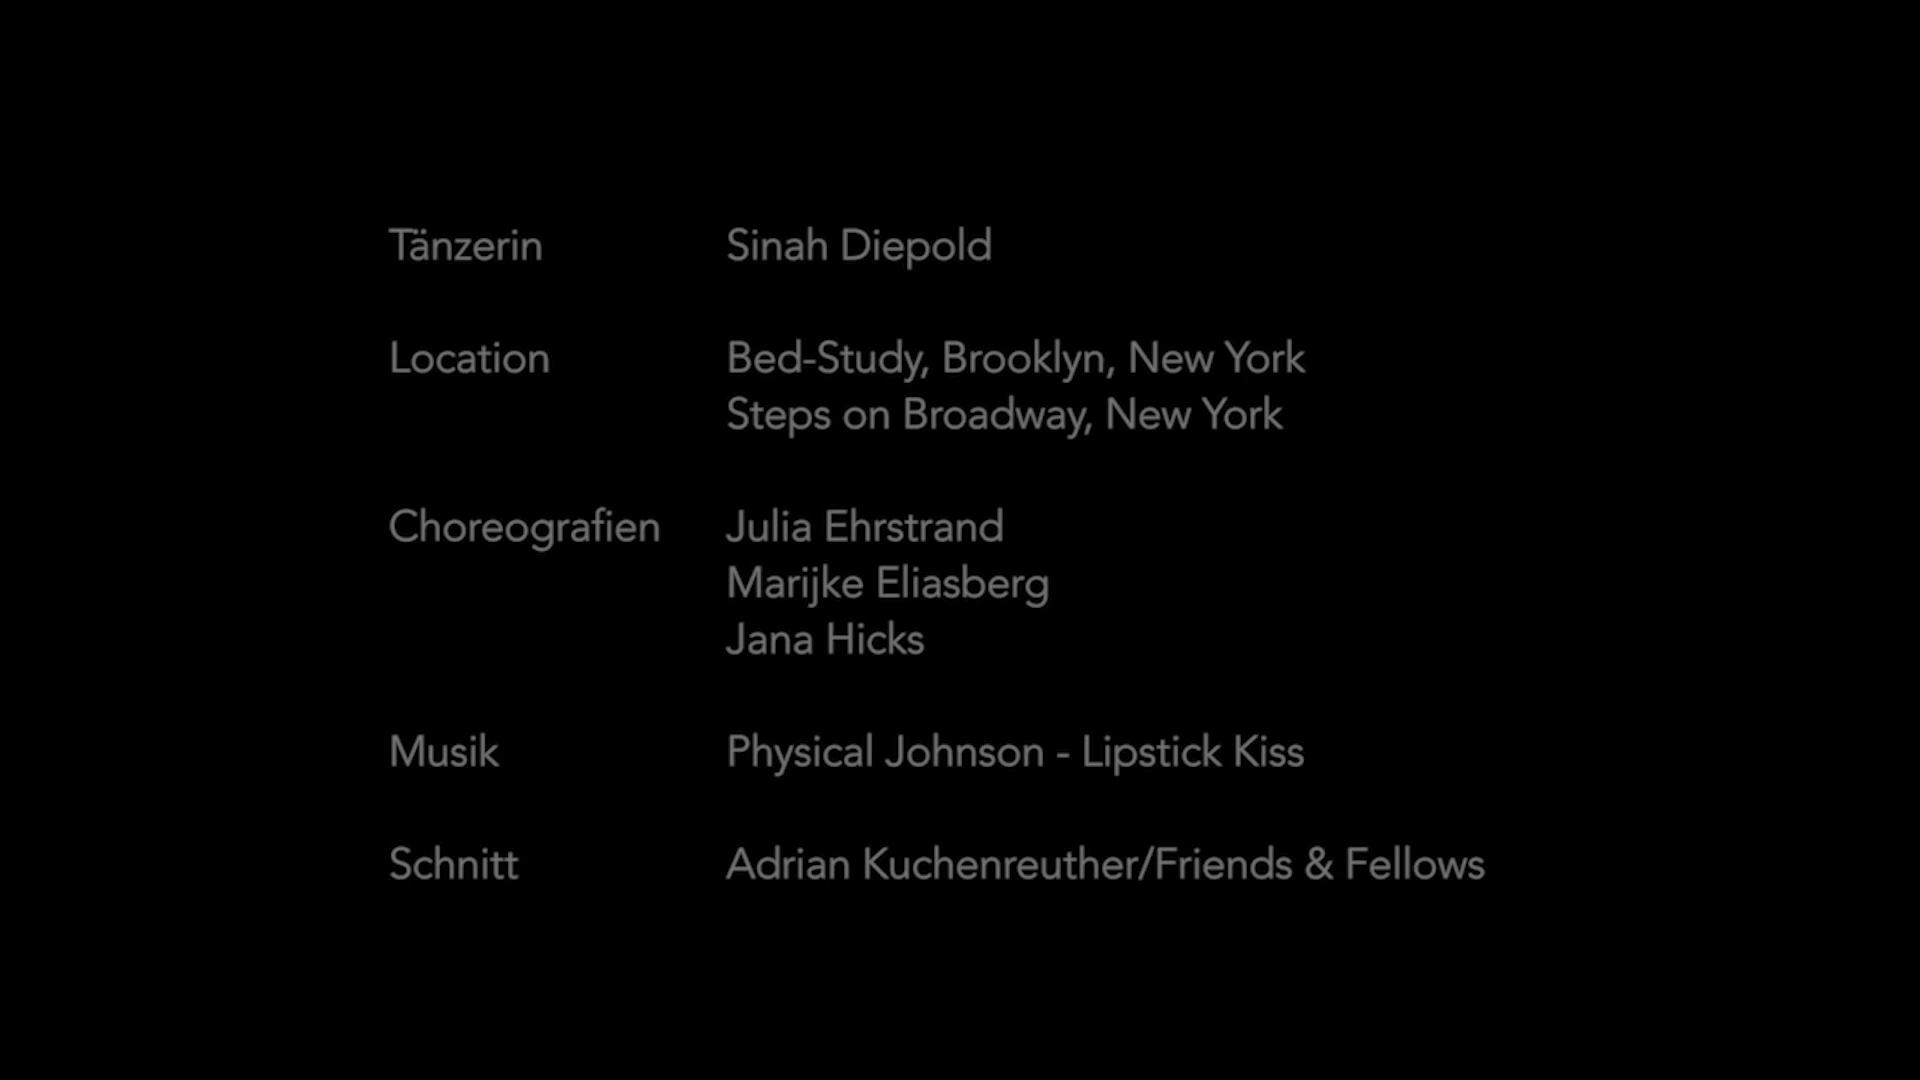 Tänzerin Sinah Diepold
Location Bed-Study, Brooklyn, New York
Steps on Broadway, New York
Choreografien Julia Ehrstrand
Marijke Eliasberg
Jana Hicks
Musik Physical Johnson - Lipstick Kiss
Schnitt Adrian Kuchenreuther/Friends & Fellows